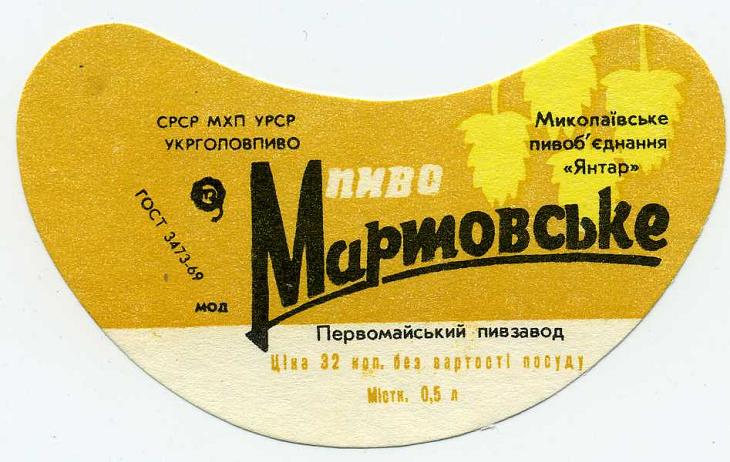 СРСР МХП УРСР
УКРГОЛОВПИВО
Миколаївське
пивоб'єднання
«Янтар»
ГОСТ 3473-69
МОД
пиво
Мартовське
Первомайський пивзавод
Ціна 32 коп. без вартості посуду
Містк. 0,5 л